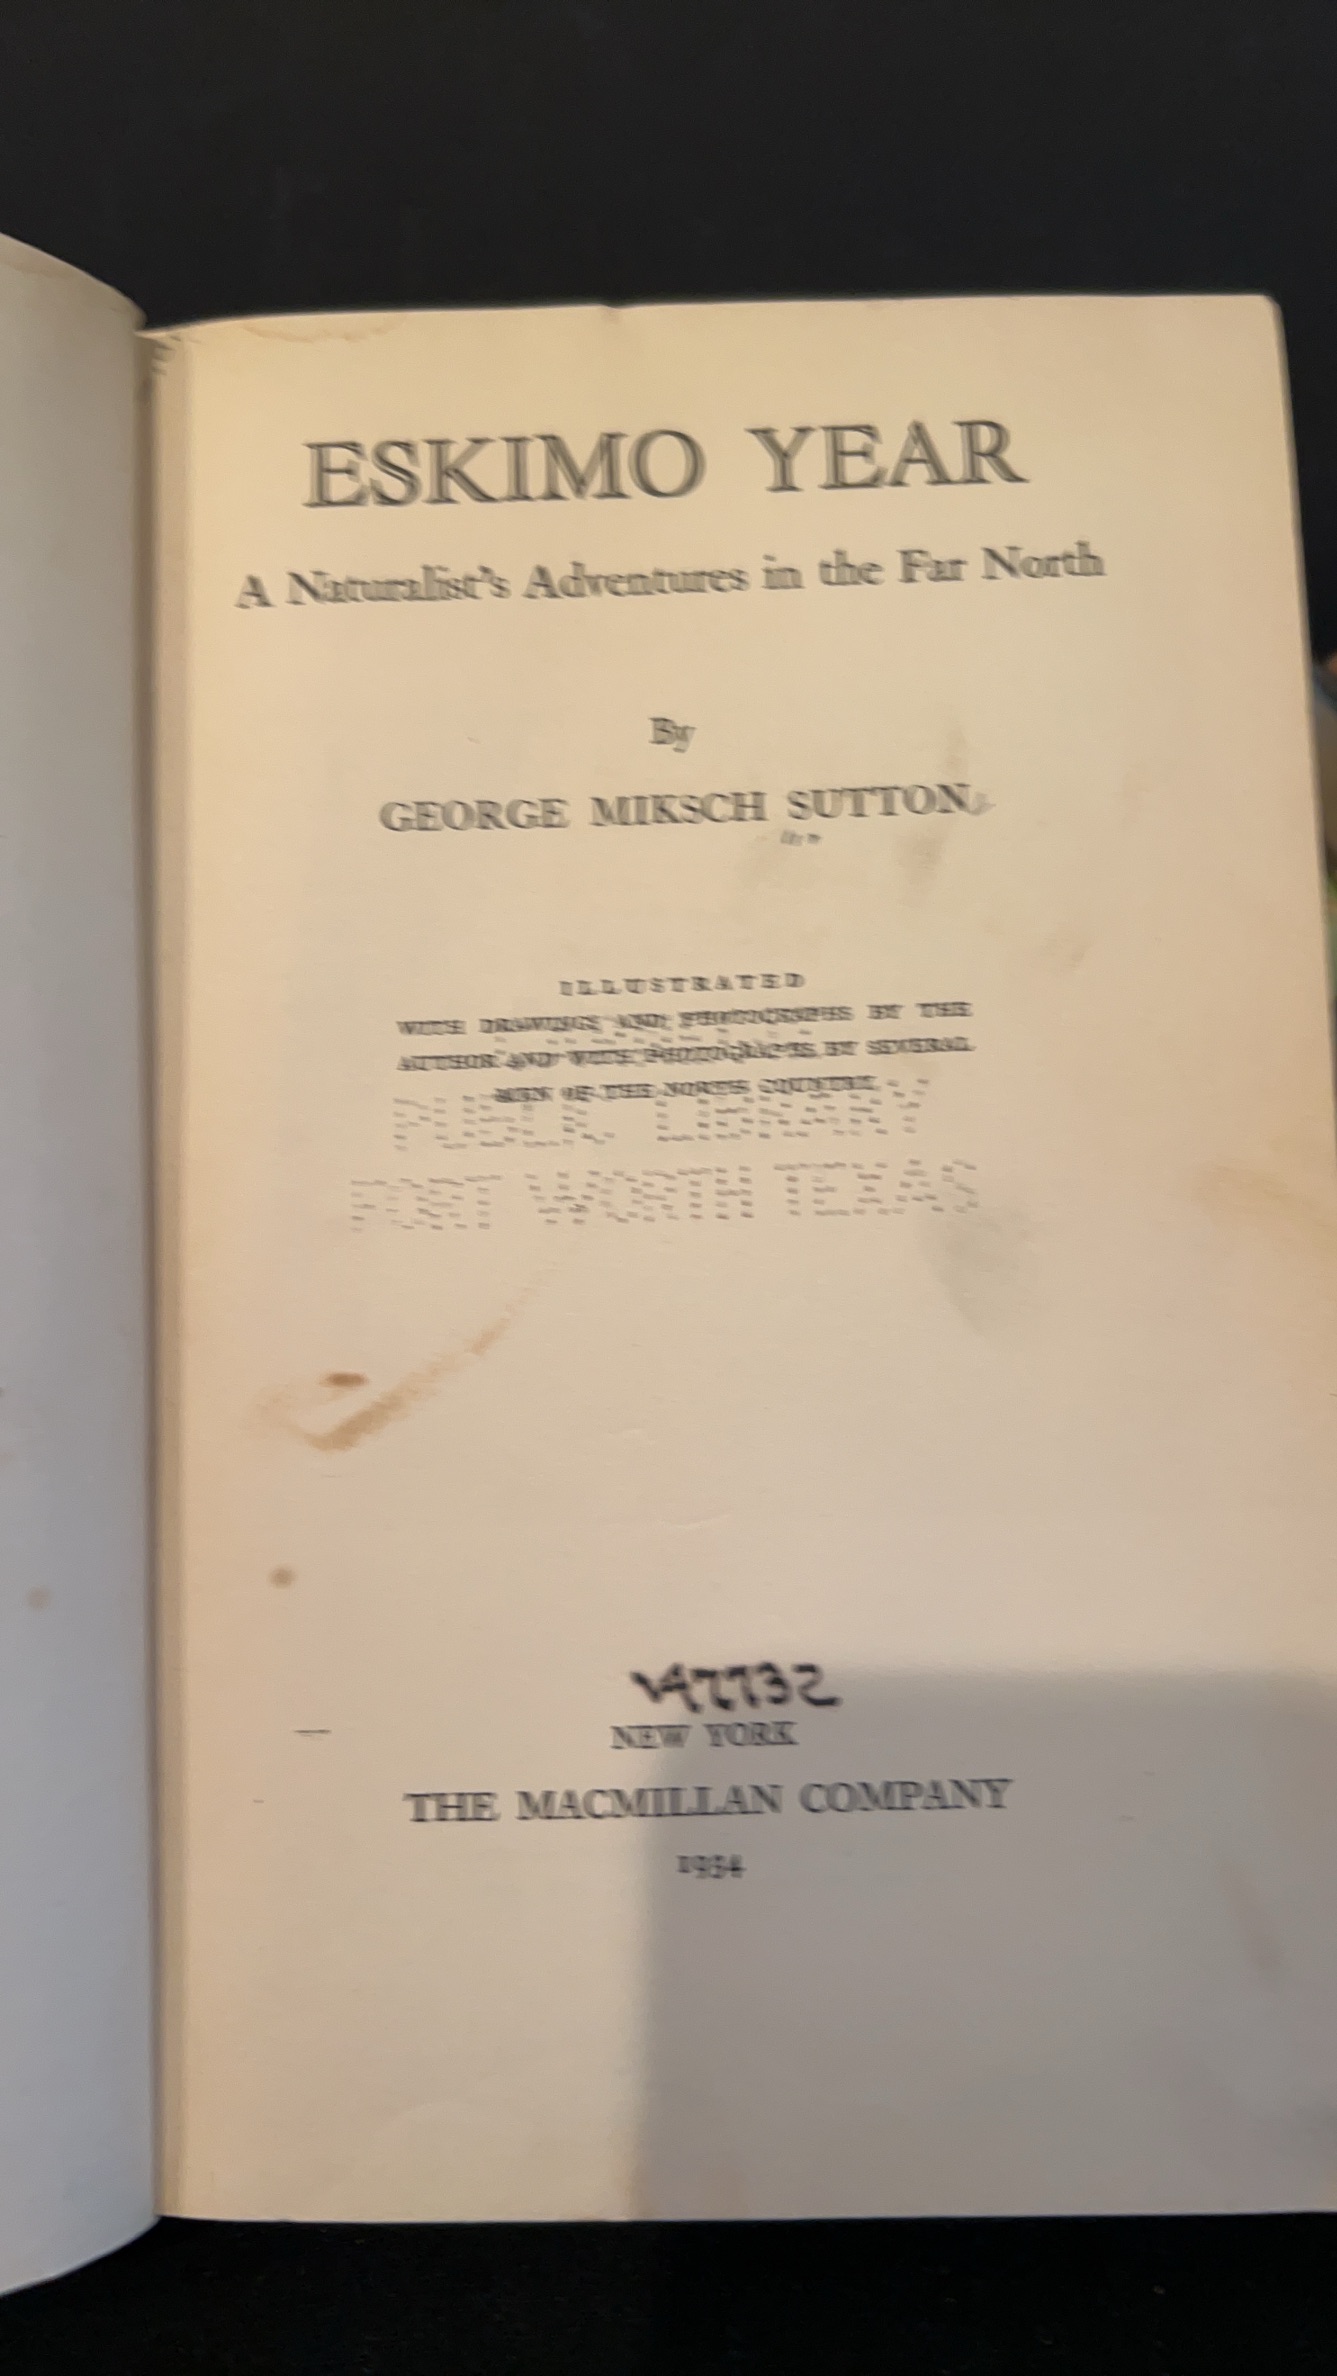 ESKIMO YEAR
A Naturalist's Adventures in the Far North
By
GEORGE MIKSCH SUTTON
ILLUSTRATED
WITH DRAWINGS AND PHOTOGRAPHS BY THE
AUTHOR AND WITH PHOTOGRAPHS BY SEVERAL
MEN OF THE NORTH COUNTRY
PUBLIC LIBRARY
FORT WORTH TEXAS
NEW YORK
THE MACMILLAN COMPANY
1934